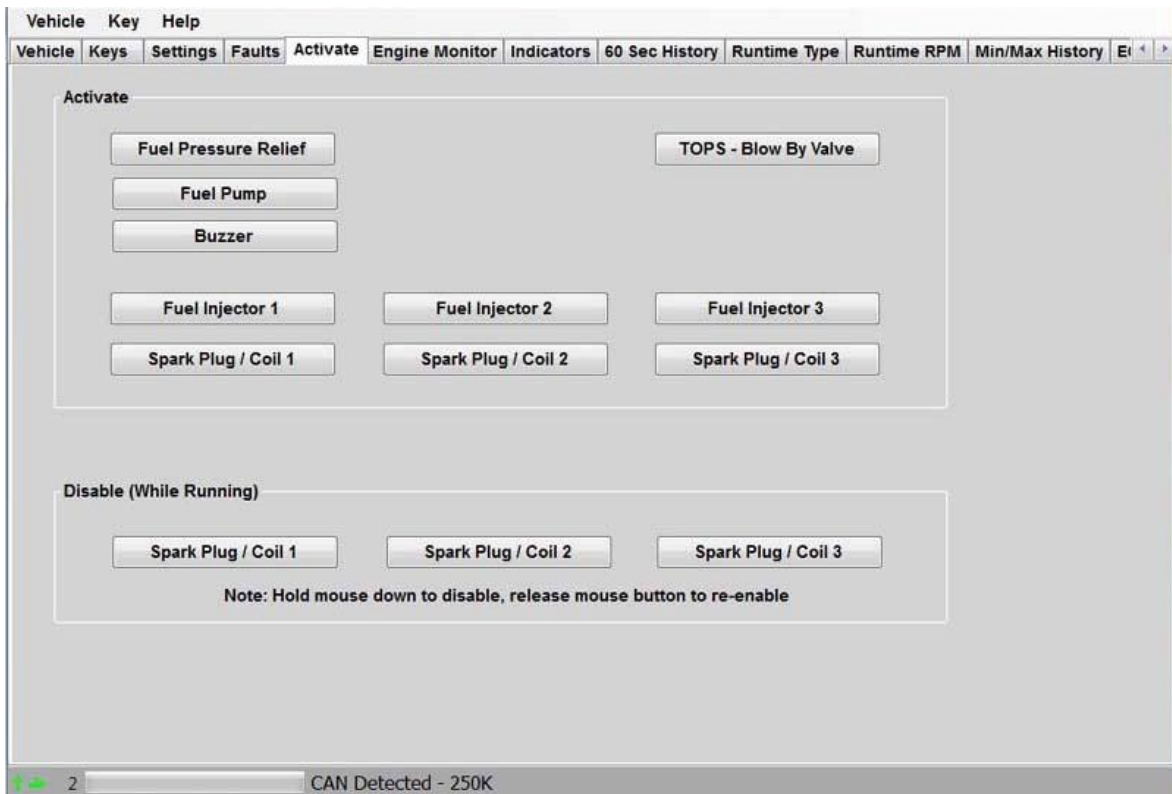 Vehicle Key Help
Vehicle Keys Settings Faults Activate Engine Monitor Indicators 60 Sec History Runtime Type Runtime RPM Min/Max History
Activate
Fuel Pressure Relief TOPS - Blow By Valve
Fuel Pump
Buzzer
Fuel Injector 1 Fuel Injector 2 Fuel Injector 3
Spark Plug / Coil 1 Spark Plug / Coil 2 Spark Plug / Coil 3
Disable (While Running)
Spark Plug / Coil 1 Spark Plug / Coil 2 Spark Plug / Coil 3
Note: Hold mouse down to disable, release mouse button to re-enable
2 CAN Detected - 250K